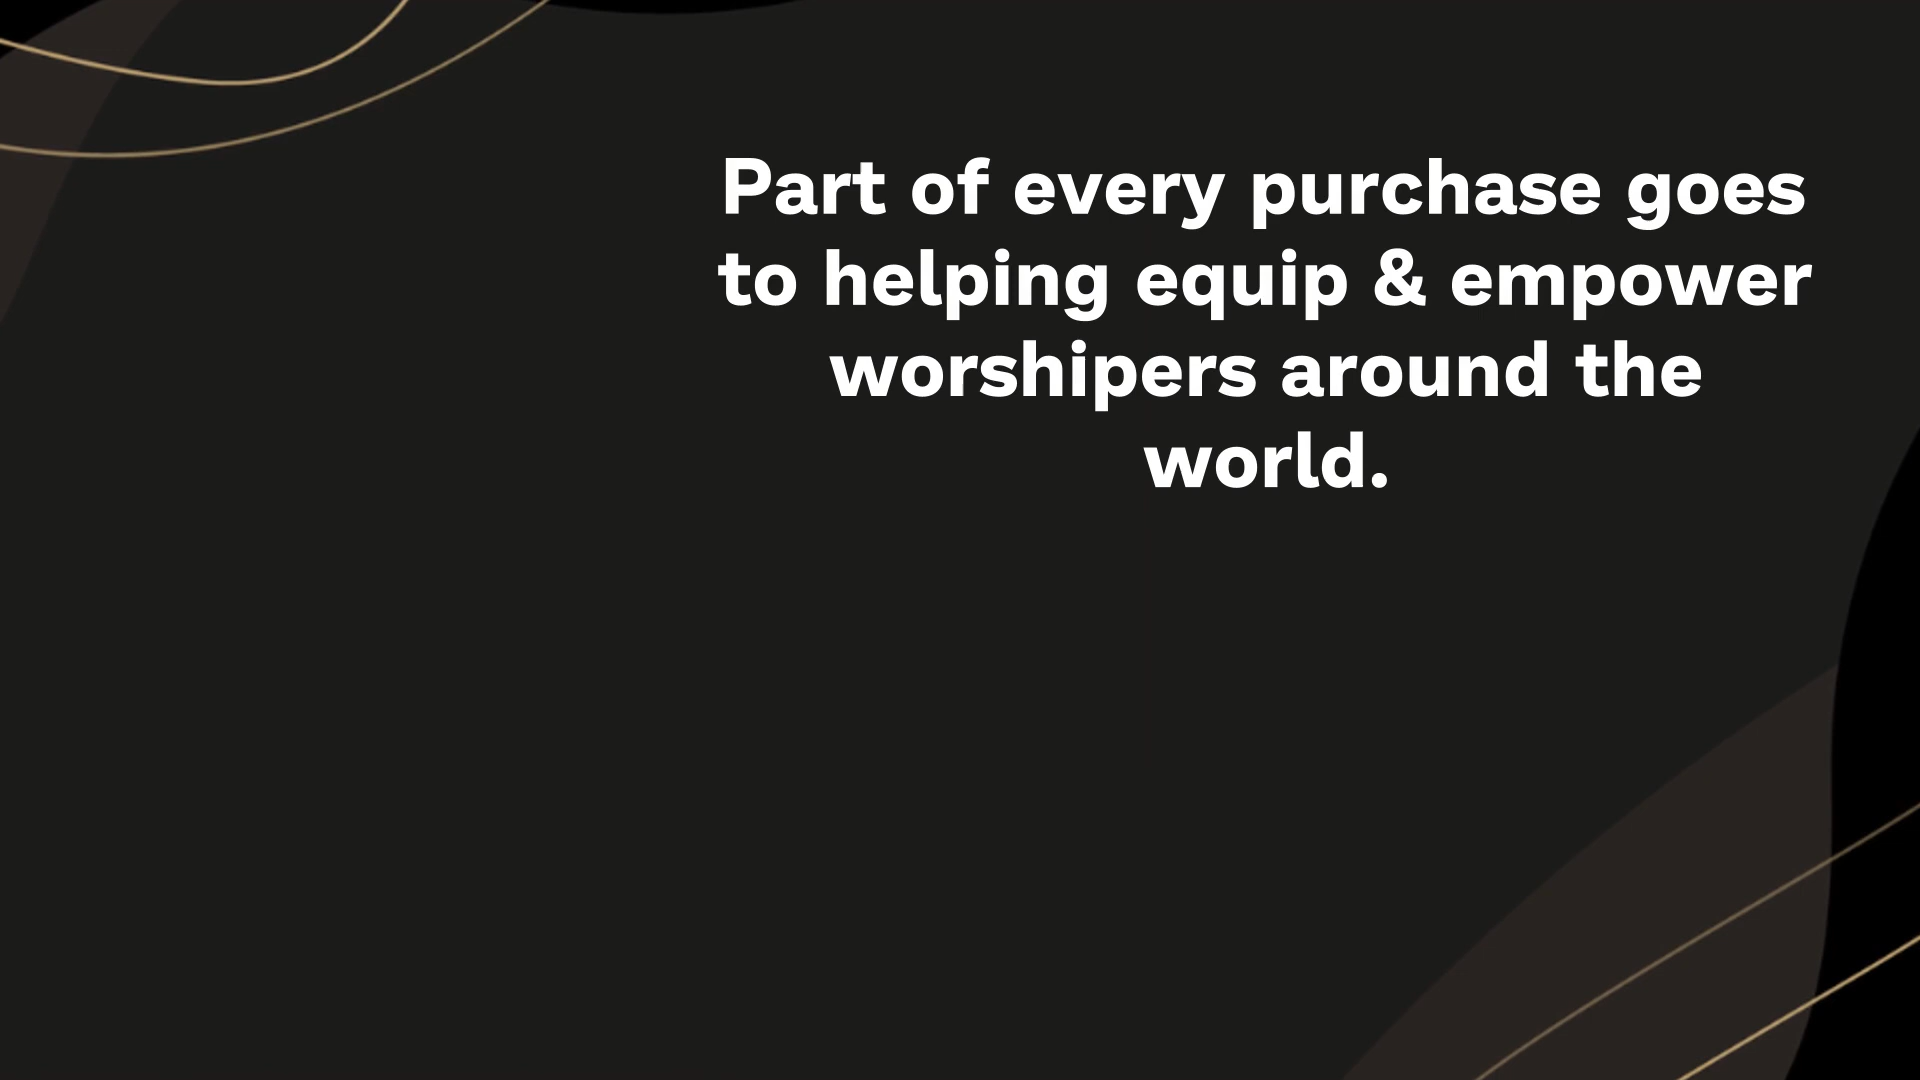 Part of every purchase goes
to helping equip & empower
worshipers around the
world.